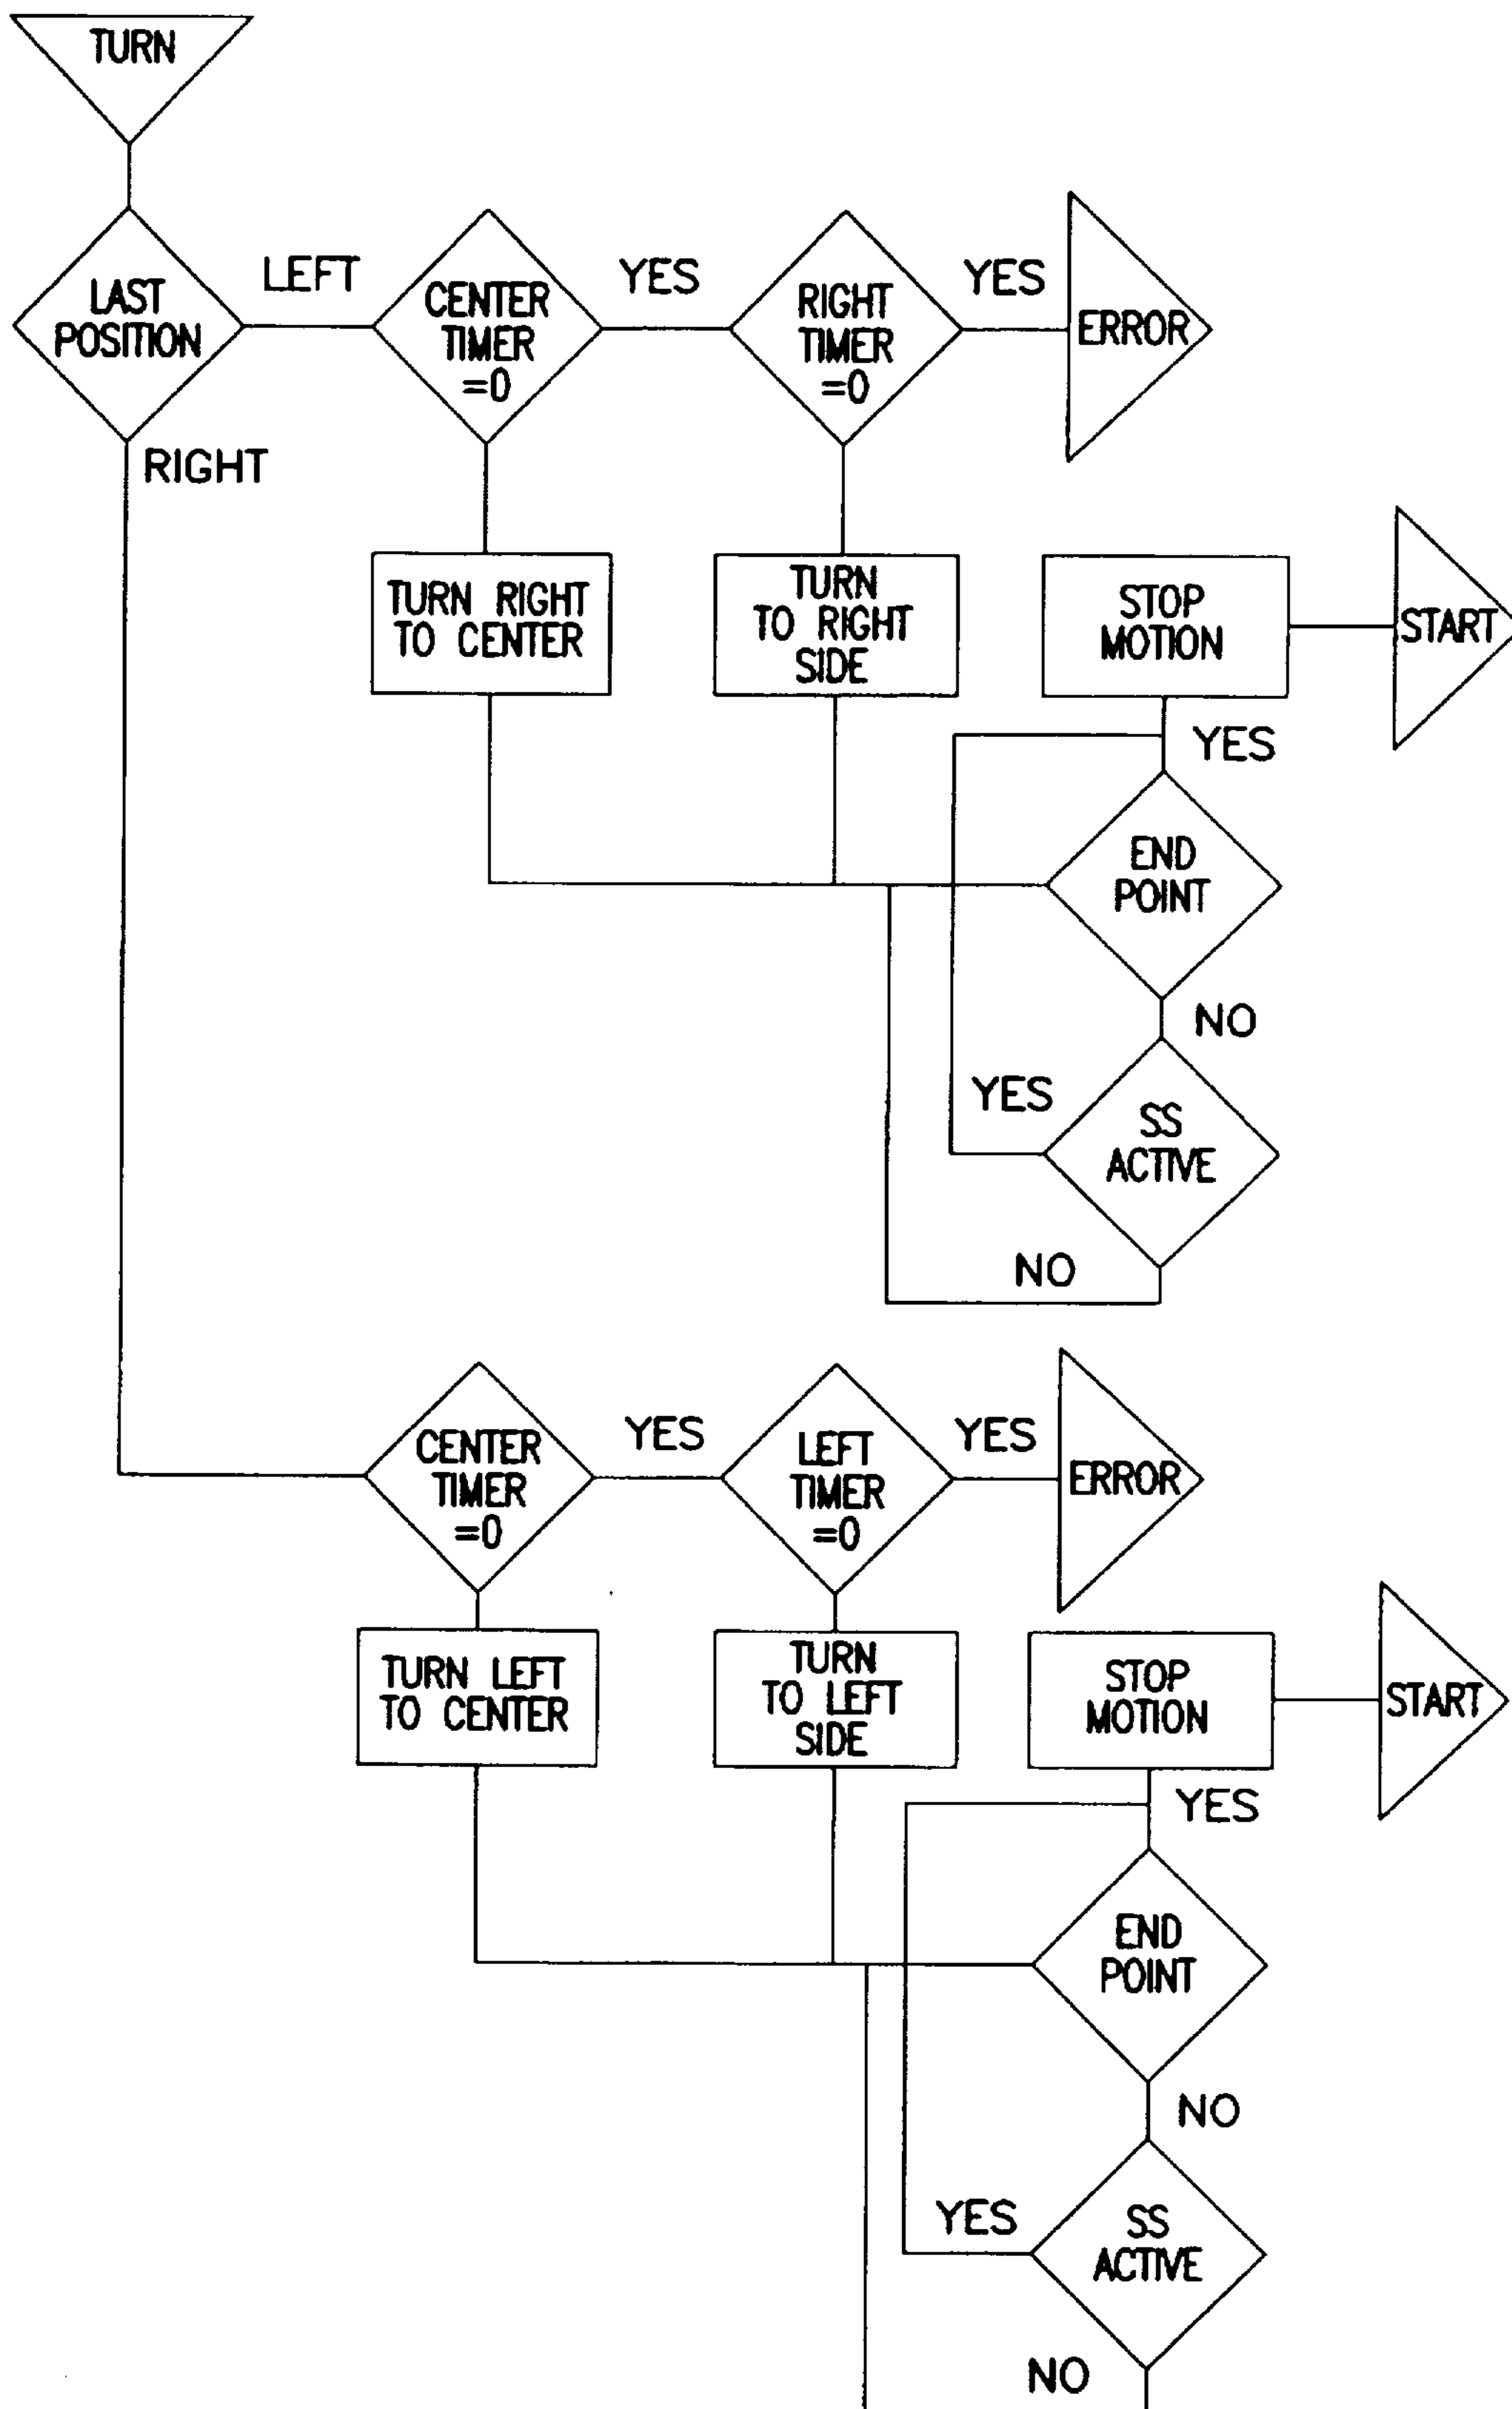 TURN
LAST
POSITION
LEFT
CENTER
TIMER
=0
YES
RIGHT
TIMER
=0
YES
ERROR
RIGHT
TURN RIGHT
TO CENTER
TURN
TO RIGHT
SIDE
STOP
MOTION
START
YES
END
POINT
NO
YES
SS
ACTIVE
NO
CENTER
TIMER
=0
YES
LEFT
TIMER
=0
YES
ERROR
TURN LEFT
TO CENTER
TURN
TO LEFT
SIDE
STOP
MOTION
START
YES
END
POINT
NO
YES
SS
ACTIVE
NO